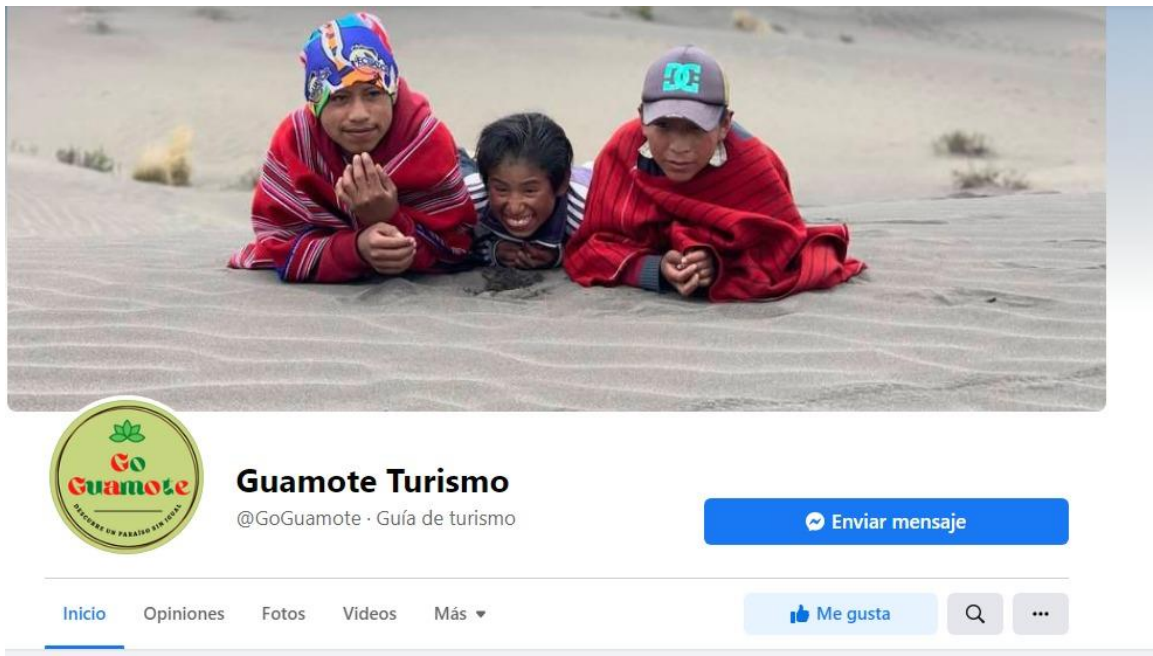 DC
Go
Guamote
DESCUBRE UN PARAÍSO SIN IGUAL
Guamote Turismo
@GoGuamote · Guía de turismo
Enviar mensaje
Inicio Opiniones Fotos Videos Más
Me gusta